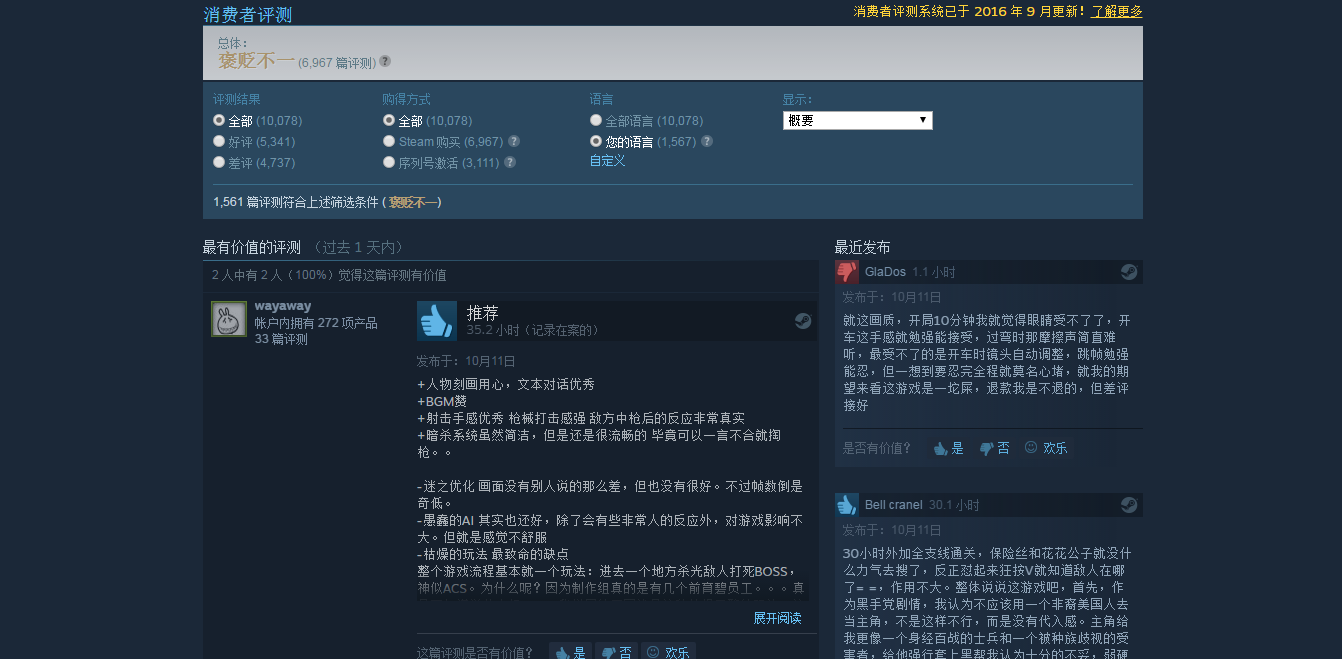 消费者评测
消费者评测系统已于 2016 年 9 月更新！了解更多
总体：
褒贬不一 (6,967 篇评测) ?
评测结果
全部 (10,078)
好评 (5,341)
差评 (4,737)
购得方式
全部 (10,078)
Steam 购买 (6,967) ?
序列号激活 (3,111) ?
语言
全部语言 (10,078)
您的语言 (1,567) ?
自定义
显示：
概要
1,561 篇评测符合上述筛选条件 ( 褒贬不一)
最有价值的评测 （过去 1 天内）
2 人中有 2 人（100%）觉得这篇评测有价值
wayaway
帐户内拥有 272 项产品
33 篇评测
推荐
35.2 小时（记录在案的）
发布于：10月11日
+人物刻画用心，文本对话优秀
+BGM赞
+射击手感优秀 枪械打击感强 敌方中枪后的反应非常真实
+暗杀系统虽然简洁，但是还是很流畅的 毕竟可以一言不合就掏
枪。。
-迷之优化 画面没有别人说的那么差，但也没有很好。不过帧数倒是
奇低。
-愚蠢的AI 其实也还好，除了会有些非常人的反应外，对游戏影响不
大。但就是感觉不舒服
-枯燥的玩法 最致命的缺点
整个游戏流程基本就一个玩法：进去一个地方杀光敌人打死BOSS，
神似ACS。为什么呢？因为制作组真的是有几个前育碧员工。。。真
展开阅读
这篇评测是否有价值？ 是 否 欢乐
最近发布
GlaDos 1.1 小时
发布于：10月11日
就这画质，开局10分钟我就觉得眼睛受不了了，开
车这手感就勉强能接受，过弯时那摩擦声简直难
听，最受不了的是开车时镜头自动调整，跳帧勉强
能忍，但一想到要忍完全程就莫名心堵，就我的期
望来看这游戏是一坨屎，退款我是不退的，但差评
接好
是否有价值？ 是 否 欢乐
Bell cranel 30.1 小时
发布于：10月11日
30小时外加全支线通关，保险丝和花花公子就没什
么力气去搜了，反正怼起来狂按V就知道敌人在哪
了= =，作用不大。整体说说这游戏吧，首先，作
为黑手党剧情，我认为不应该用一个非裔美国人去
当主角，不是这样不行，而是没有代入感。主角给
我更像一个身经百战的士兵和一个被种族歧视的受
害者，给他强行套上黑帮我认为十分的不妥，弱硬